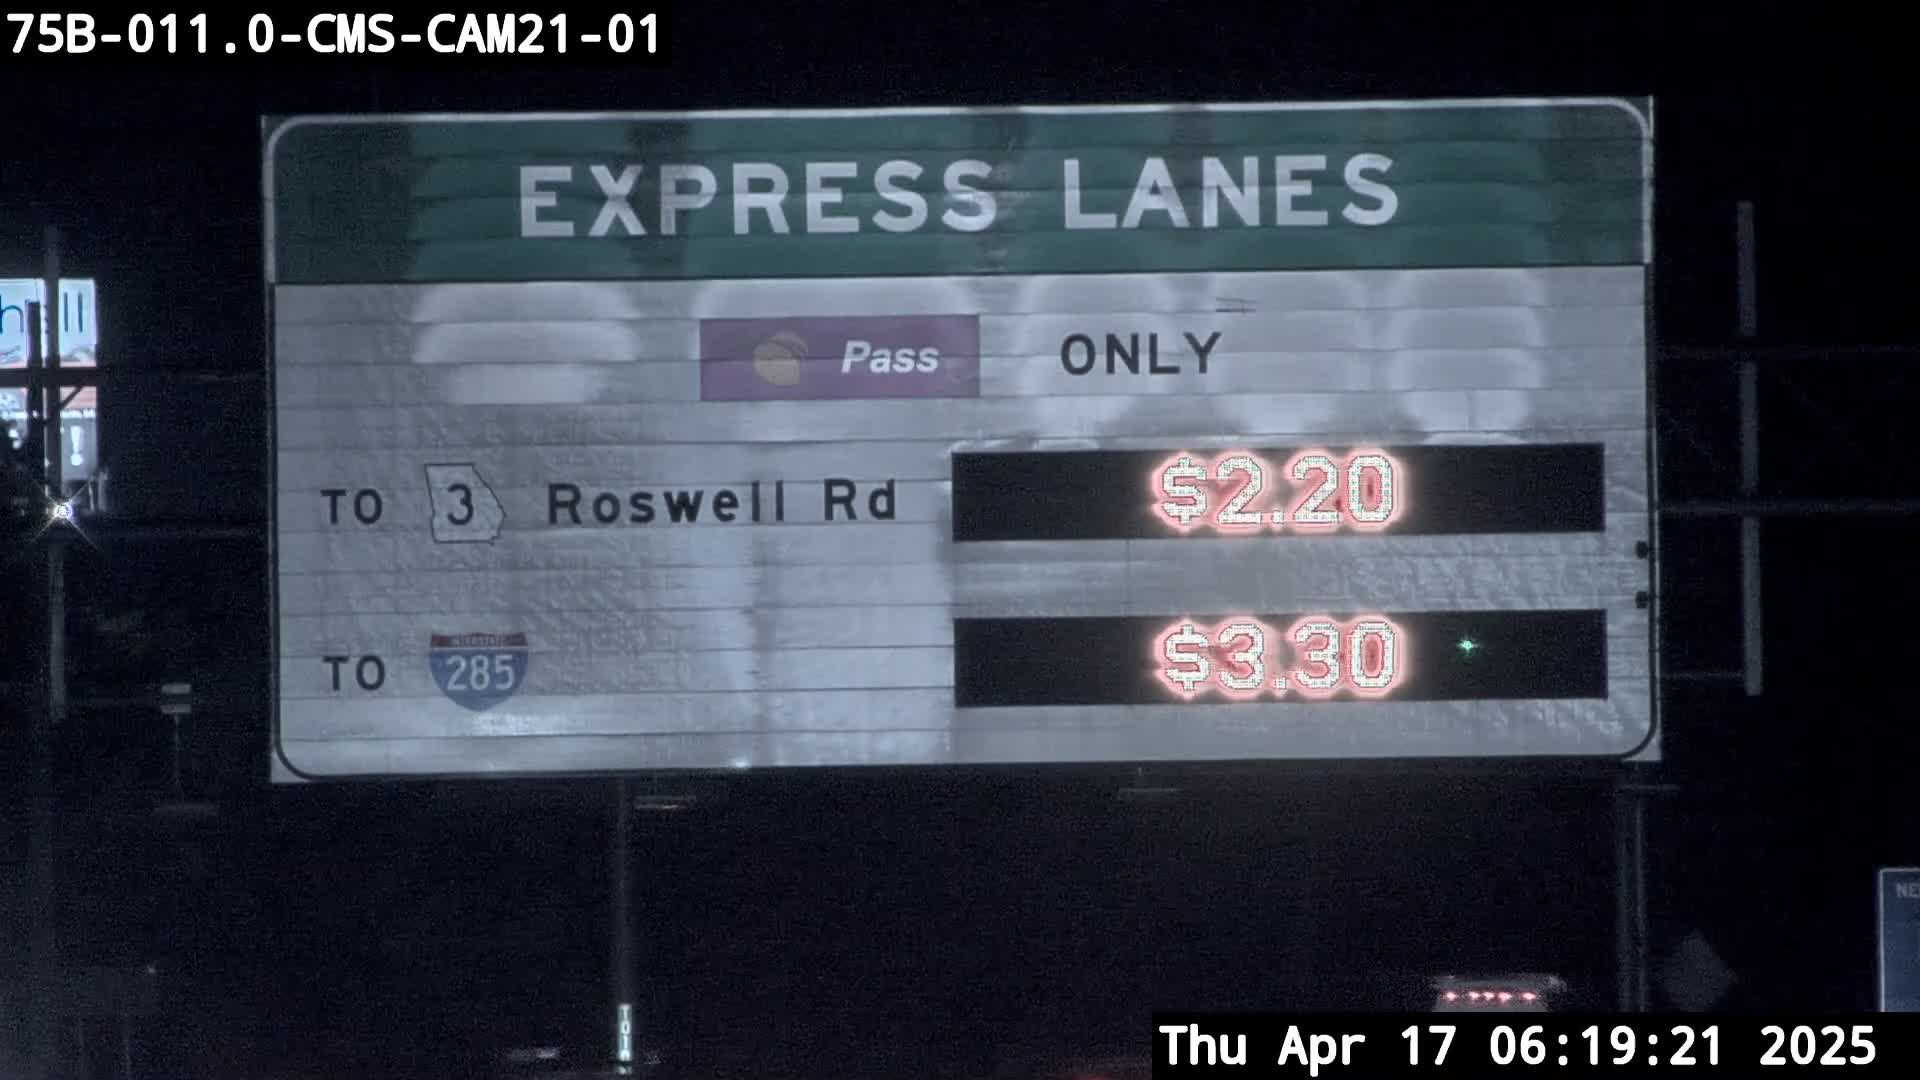 75B-011.0-CMS-CAM21-01
EXPRESS LANES
Pass ONLY
TO 3 Roswell Rd $2.20
TO INTERSTATE 285 $3.30
Thu Apr 17 06:19:21 2025